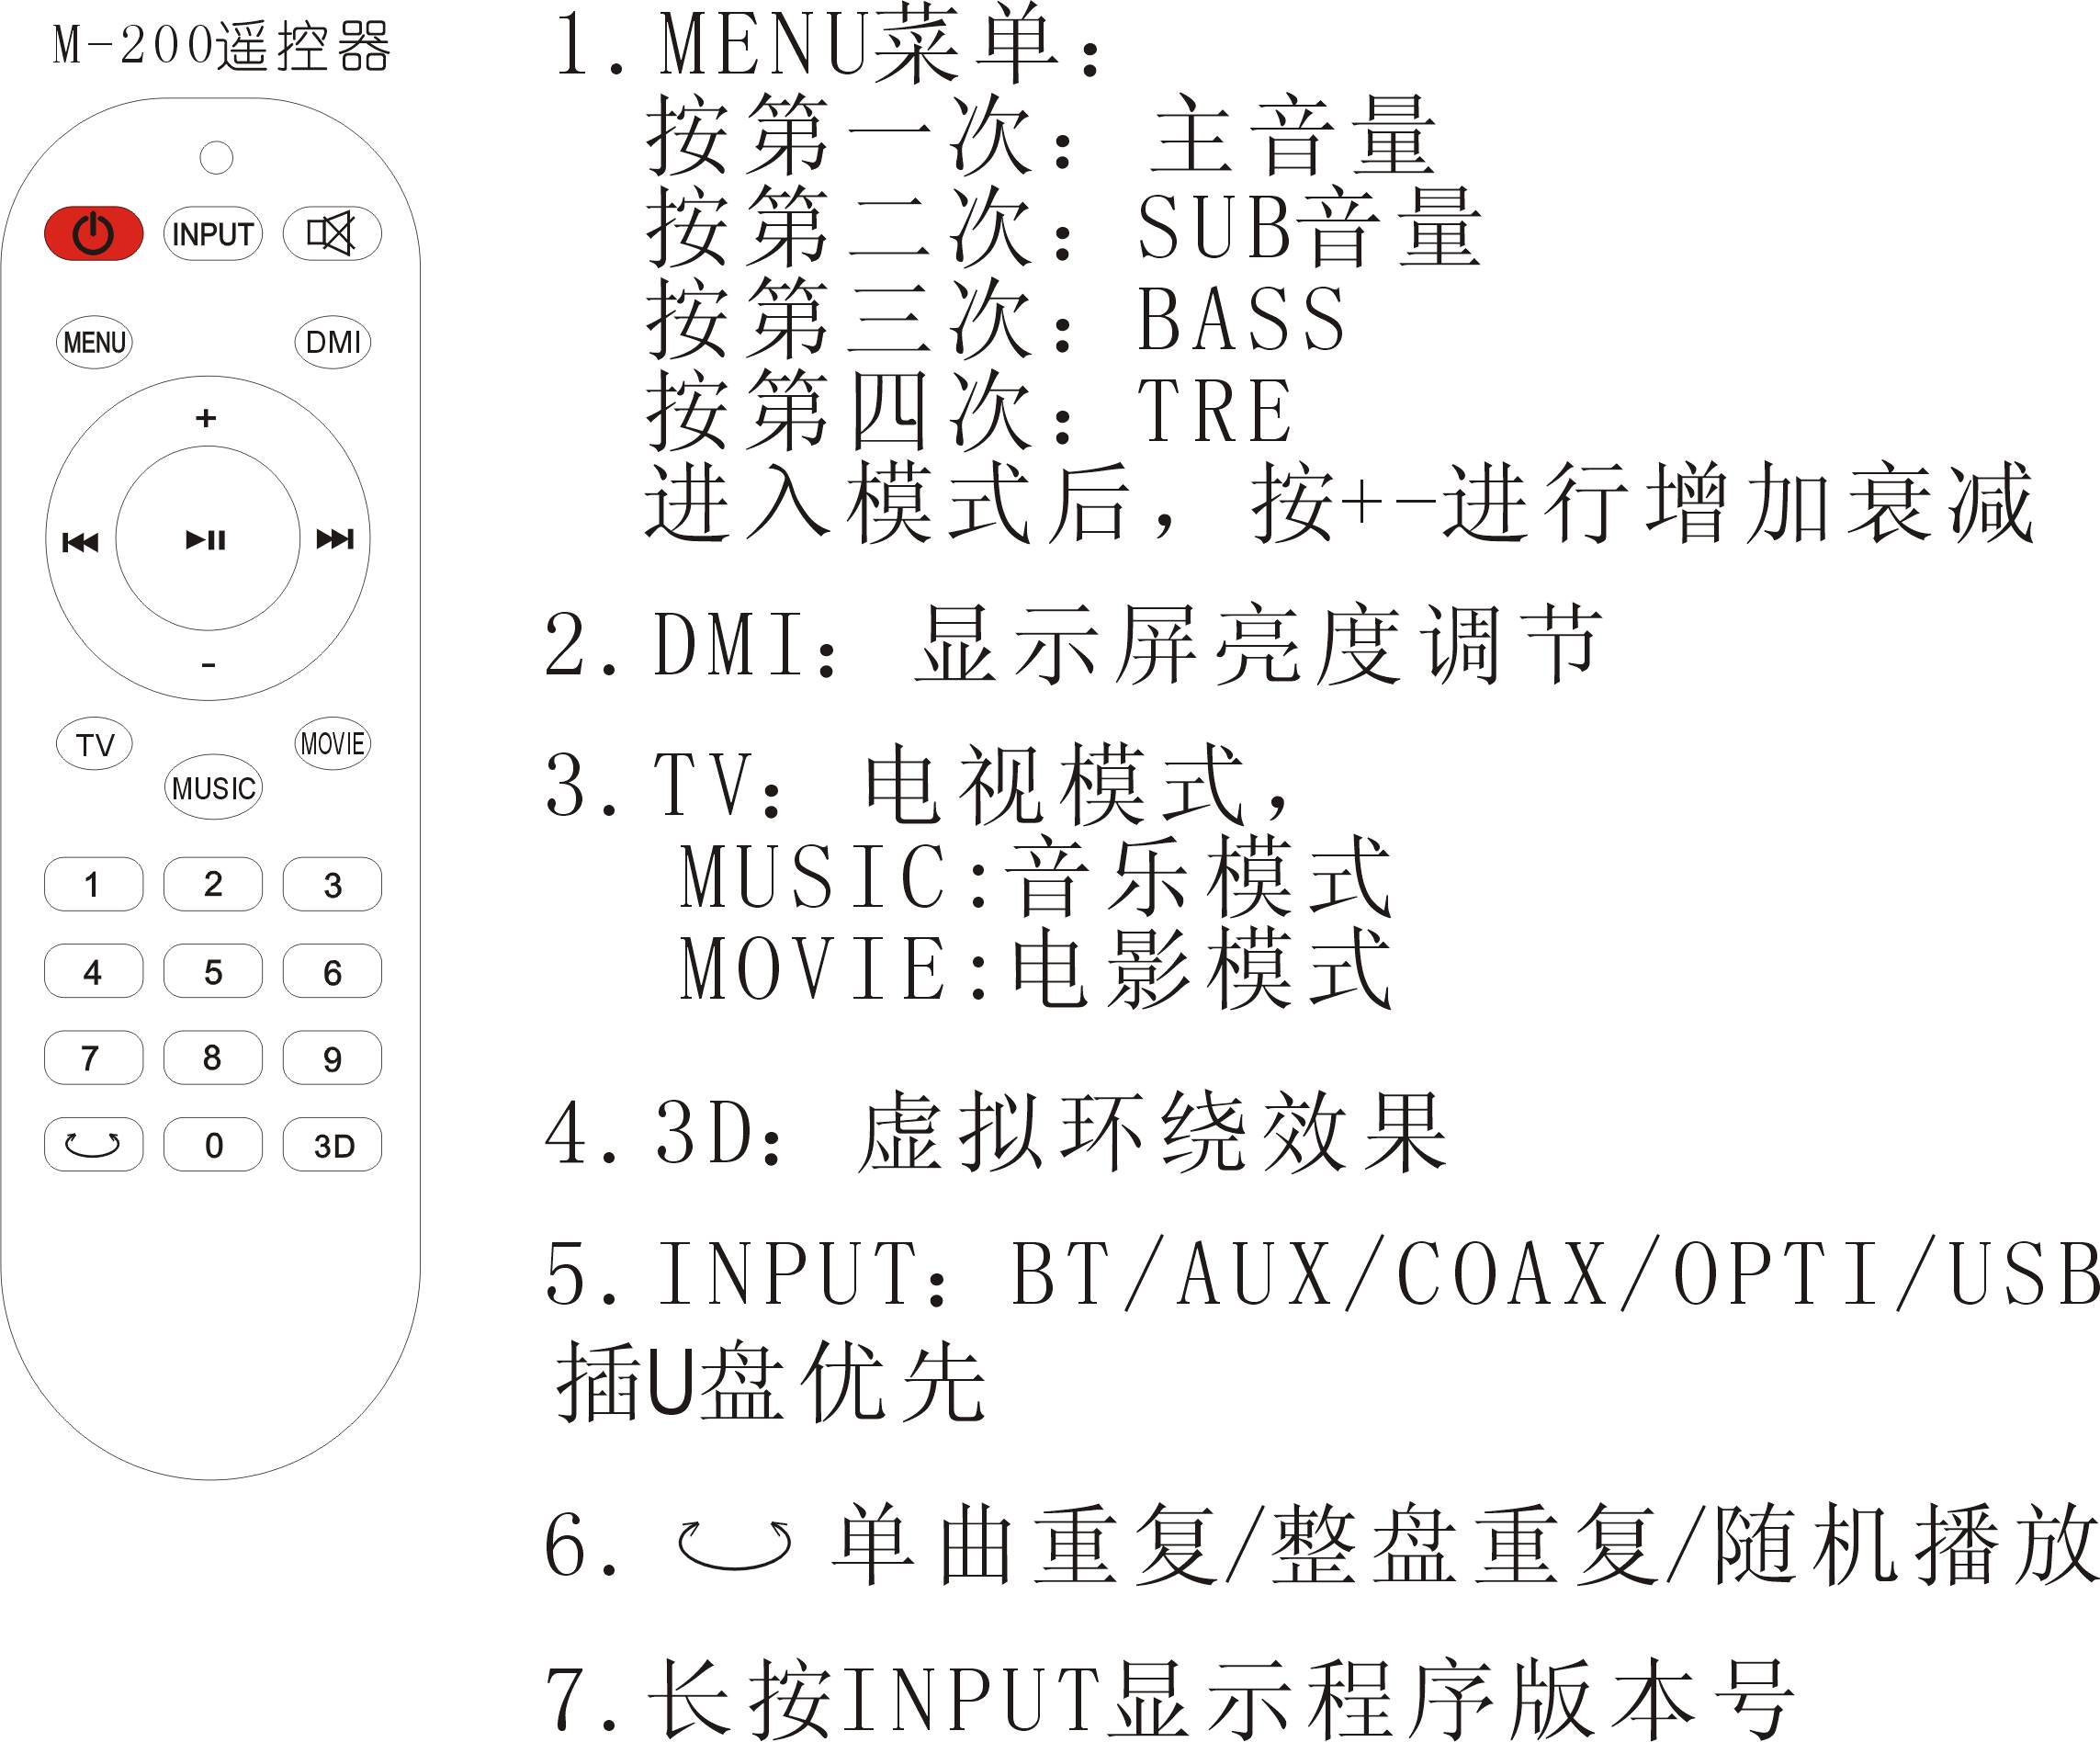 M-200遥控器
INPUT
MENU
DMI
+
-
TV
MOVIE
MUSIC
1 2 3
4 5 6
7 8 9
0 3D
1.MENU菜单：
按第一次：主音量
按第二次：SUB音量
按第三次：BASS
按第四次：TRE
进入模式后，按+-进行增加衰减
2.DMI：显示屏亮度调节
3.TV：电视模式，
MUSIC:音乐模式
MOVIE:电影模式
4.3D：虚拟环绕效果
5.INPUT：BT/AUX/COAX/OPTI/USB
插U盘优先
6. 单曲重复/整盘重复/随机播放
7.长按INPUT显示程序版本号